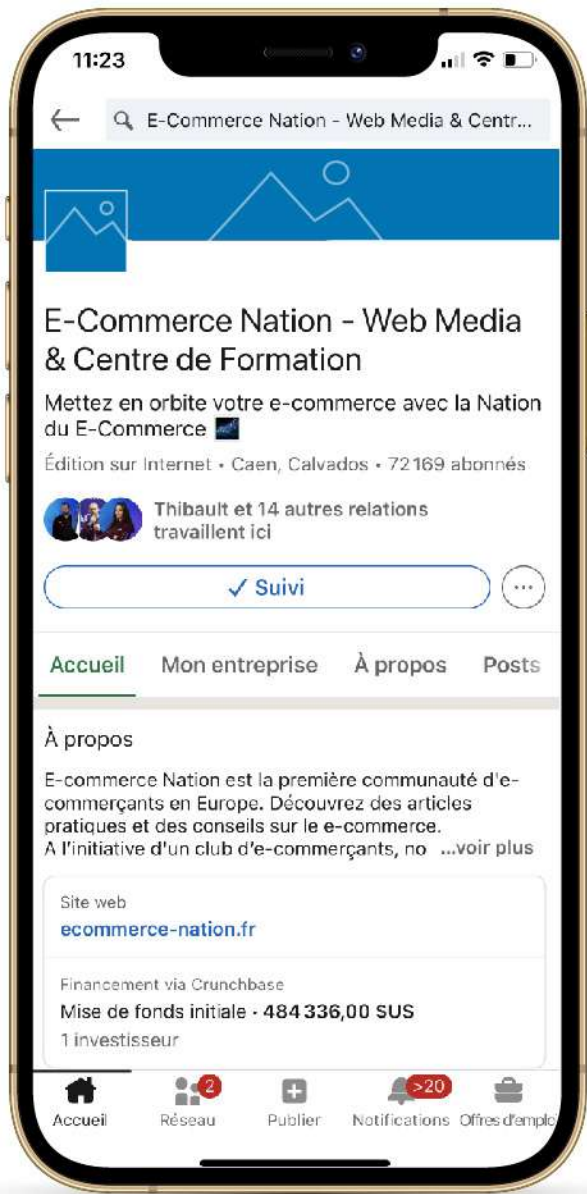 11:23
E-Commerce Nation - Web Media & Centr...
E-Commerce Nation - Web Media
& Centre de Formation
Mettez en orbite votre e-commerce avec la Nation
du E-Commerce
Édition sur Internet • Caen, Calvados • 72 169 abonnés
Thibault et 14 autres relations
travaillent ici
✓ Suivi
...
Accueil Mon entreprise À propos Posts
À propos
E-commerce Nation est la première communauté d'e-
commerçants en Europe. Découvrez des articles
pratiques et des conseils sur le e-commerce.
A l'initiative d'un club d'e-commerçants, no ...voir plus
Site web
ecommerce-nation.fr
Financement via Crunchbase
Mise de fonds initiale · 484 336,00 $US
1 investisseur
2 >20
Accueil Réseau Publier Notifications Offres d'emploi